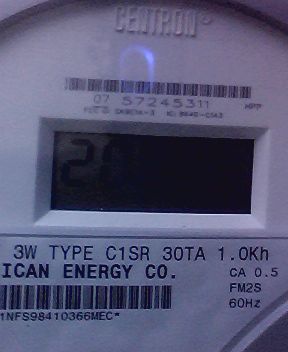 CENTRON®
07 57245311
3W TYPE C1SR 30TA 1.0Kh
ICAN ENERGY CO. CA 0.5
FM2S
60Hz
1NFS98410366MEC*